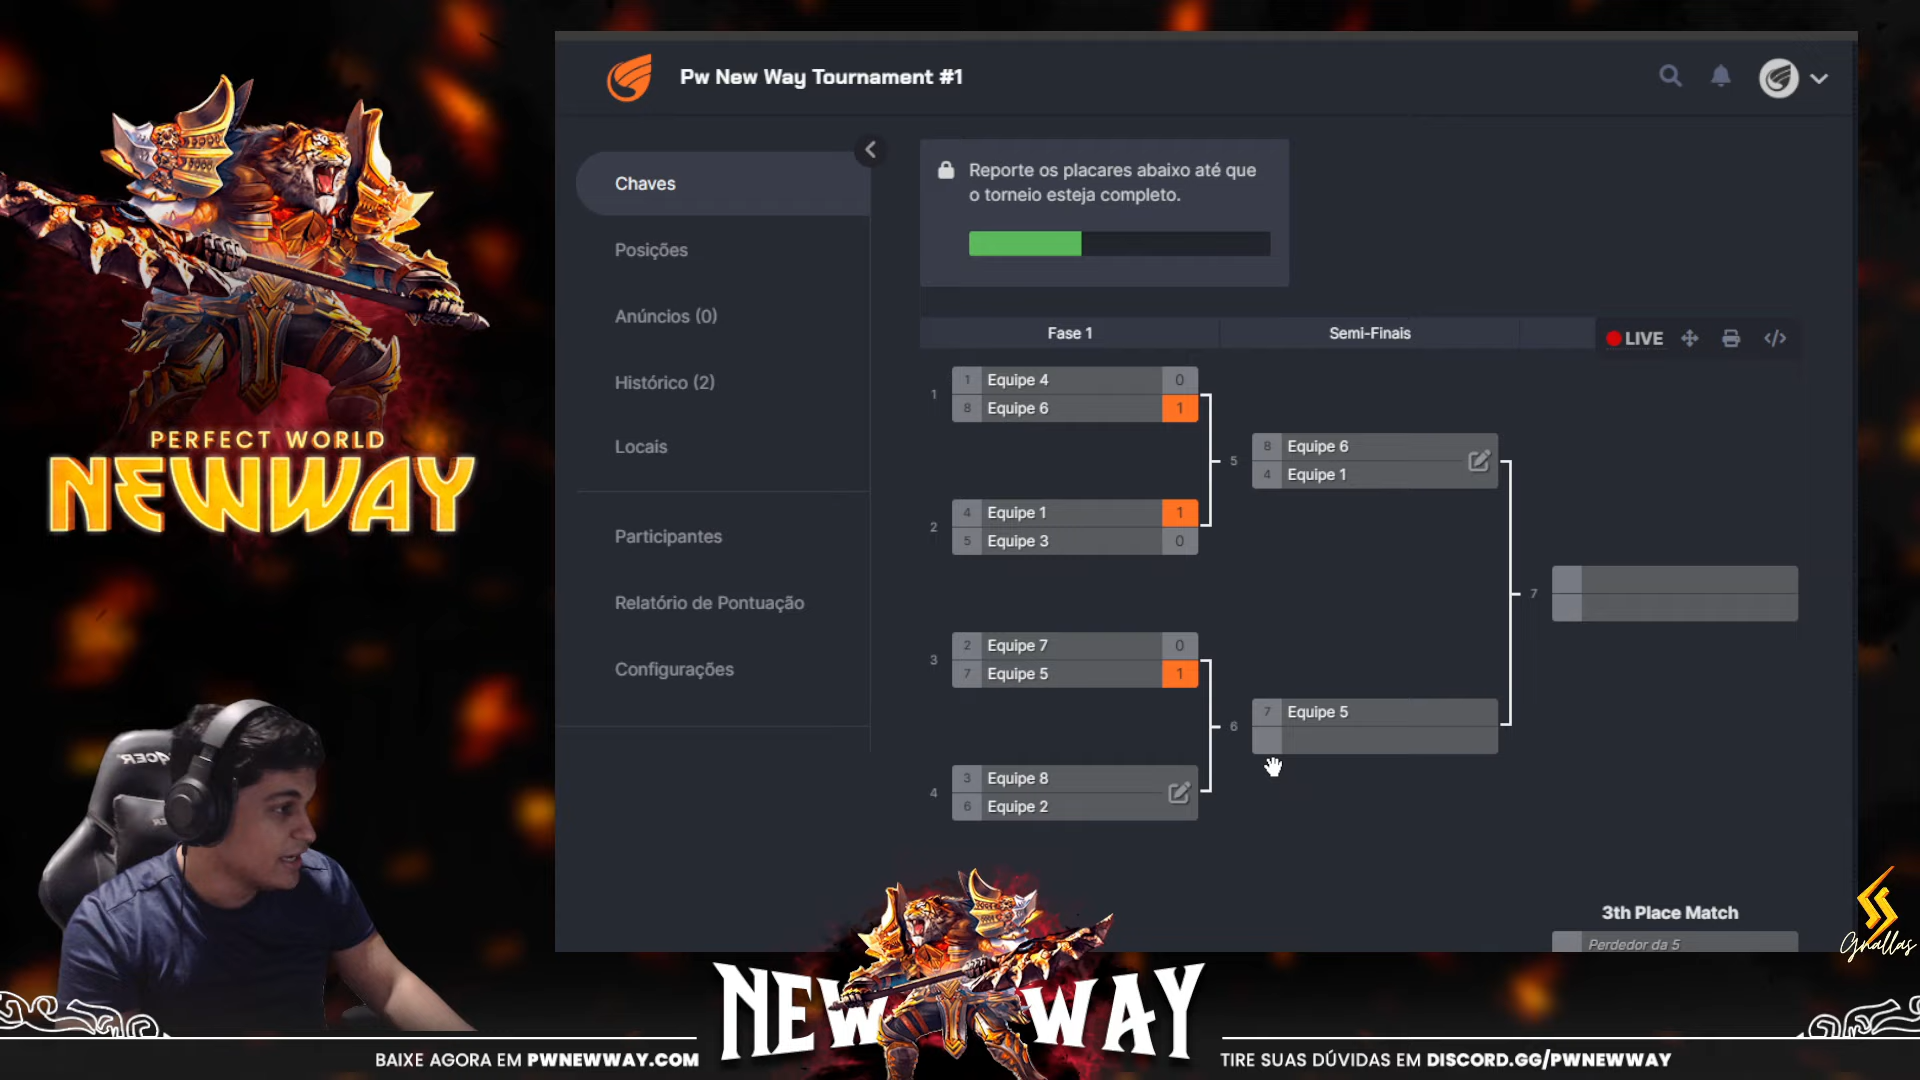 PERFECT WORLD
NEWWAY
Pw New Way Tournament #1
Chaves
Posições
Anúncios (0)
Histórico (2)
Locais
Participantes
Relatório de Pontuação
Configurações
Reporte os placares abaixo até que
o torneio esteja completo.
Fase 1
Semi-Finais
LIVE
</>
1
1 Equipe 4 0
8 Equipe 6 1
2
4 Equipe 1 1
5 Equipe 3 0
3
2 Equipe 7 0
7 Equipe 5 1
4
3 Equipe 8
6 Equipe 2
5
8 Equipe 6
4 Equipe 1
6
7 Equipe 5
7
3th Place Match
Perdedor da 5
Gnallas
NEW WAY
BAIXE AGORA EM PWNEWWAY.COM
TIRE SUAS DÚVIDAS EM DISCORD.GG/PWNEWWAY